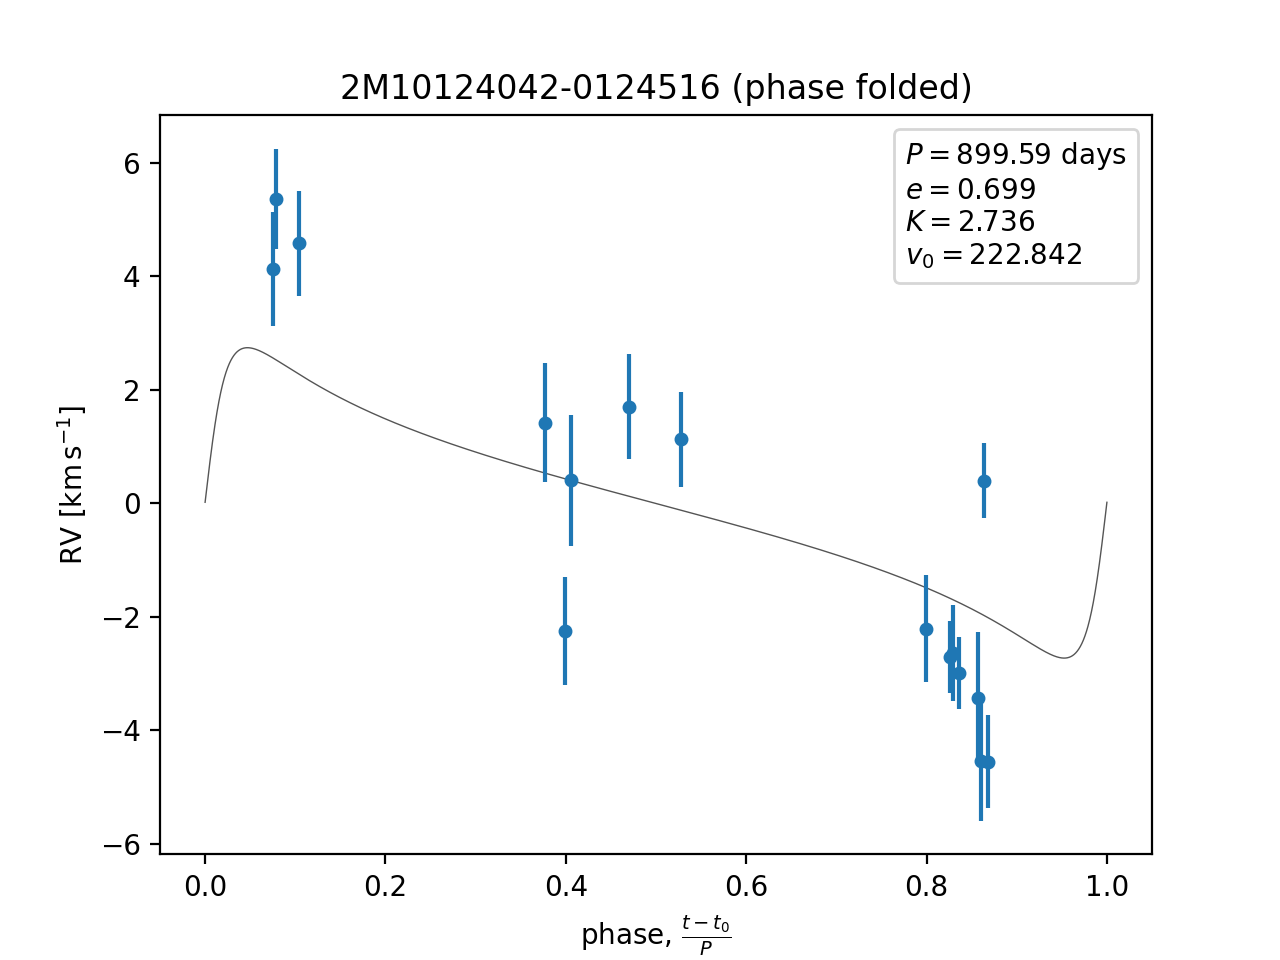 2M10124042-0124516 (phase folded)
P = 899.59 days
e = 0.699
K = 2.736
v₀ = 222.842
RV [km s⁻¹]
6
4
2
0
−2
−4
−6
0.0 0.2 0.4 0.6 0.8 1.0
phase, (t − t₀)/P